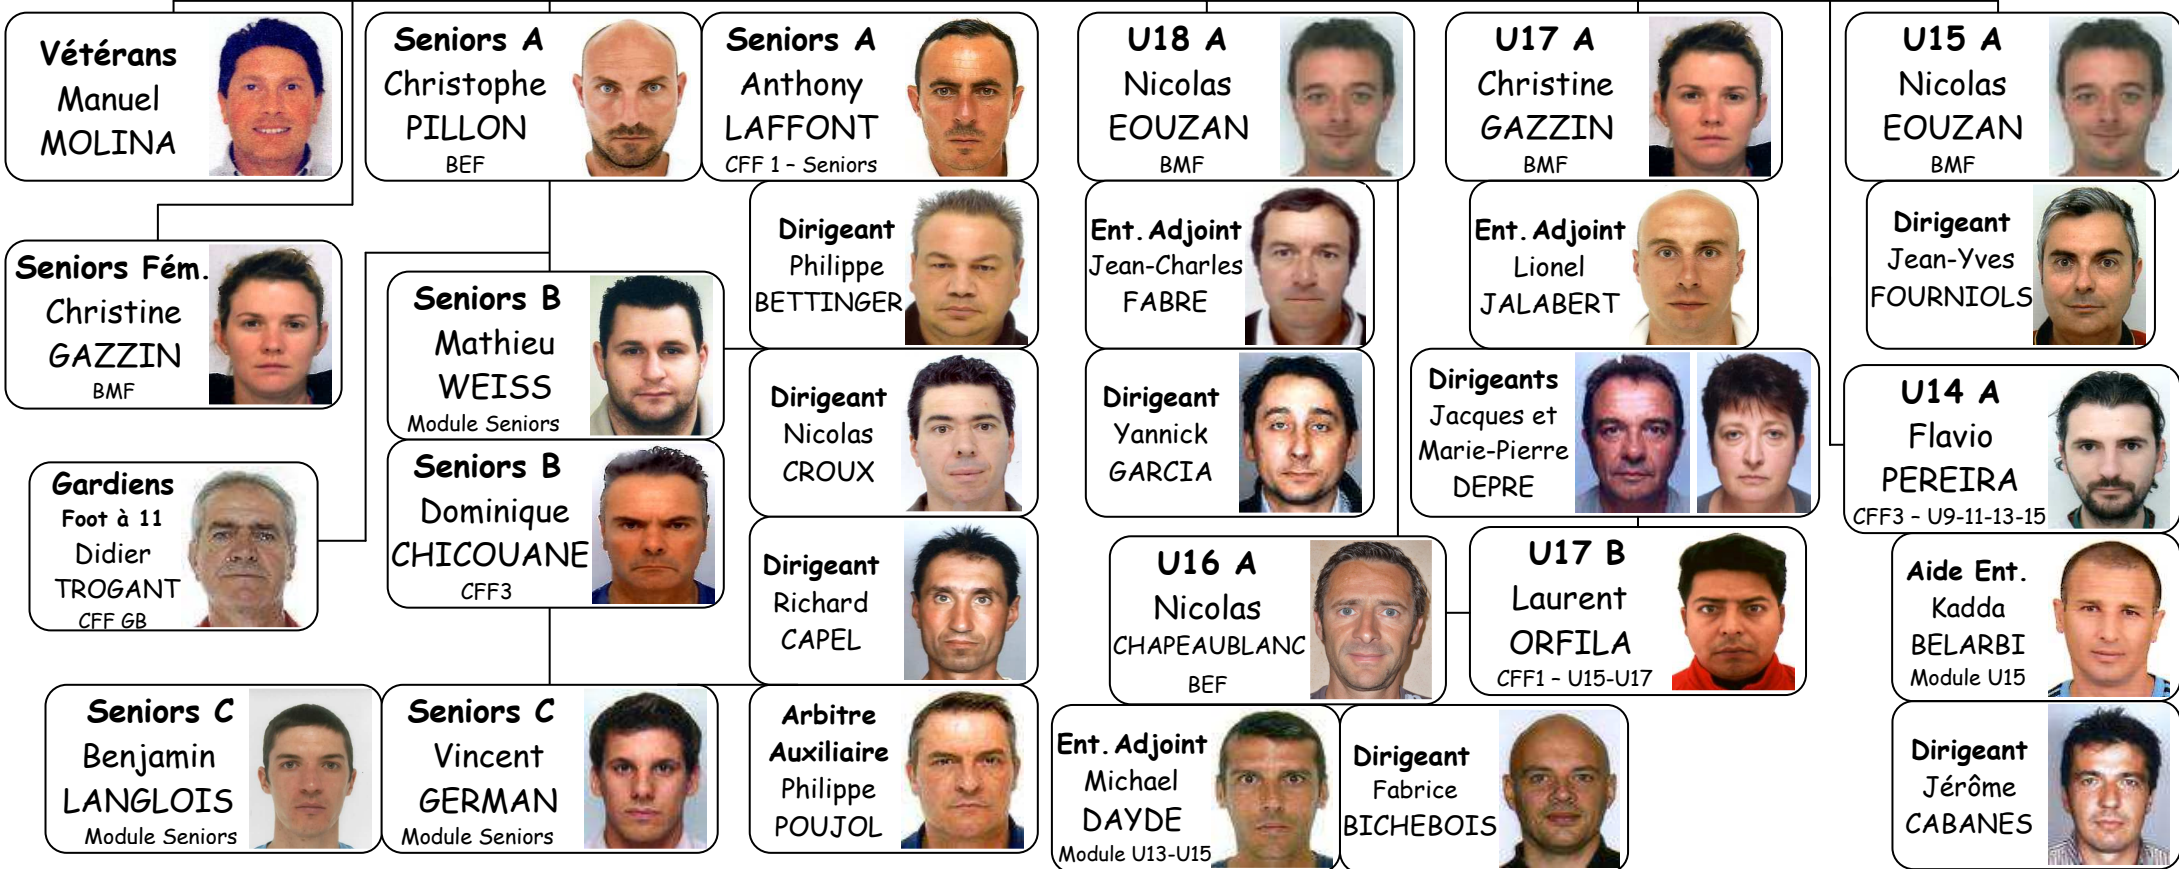 Vétérans
Manuel
MOLINA
Seniors A
Christophe
PILLON
BEF
Seniors A
Anthony
LAFFONT
CFF 1 – Seniors
U18 A
Nicolas
EOUZAN
BMF
U17 A
Christine
GAZZIN
BMF
U15 A
Nicolas
EOUZAN
BMF
Dirigeant
Philippe
BETTINGER
Ent. Adjoint
Jean-Charles
FABRE
Ent. Adjoint
Lionel
JALABERT
Dirigeant
Jean-Yves
FOURNIOLS
Seniors Fém.
Christine
GAZZIN
BMF
Seniors B
Mathieu
WEISS
Module Seniors
Dirigeant
Nicolas
CROUX
Dirigeant
Yannick
GARCIA
Dirigeants
Jacques et
Marie-Pierre
DEPRE
U14 A
Flavio
PEREIRA
CFF3 – U9-11-13-15
Gardiens
Foot à 11
Didier
TROGANT
CFF GB
Seniors B
Dominique
CHICOUANE
CFF3
Dirigeant
Richard
CAPEL
U16 A
Nicolas
CHAPEAUBLANC
BEF
U17 B
Laurent
ORFILA
CFF1 – U15-U17
Aide Ent.
Kadda
BELARBI
Module U15
Seniors C
Benjamin
LANGLOIS
Module Seniors
Seniors C
Vincent
GERMAN
Module Seniors
Arbitre
Auxiliaire
Philippe
POUJOL
Ent. Adjoint
Michael
DAYDE
Module U13-U15
Dirigeant
Fabrice
BICHEBOIS
Dirigeant
Jérôme
CABANES